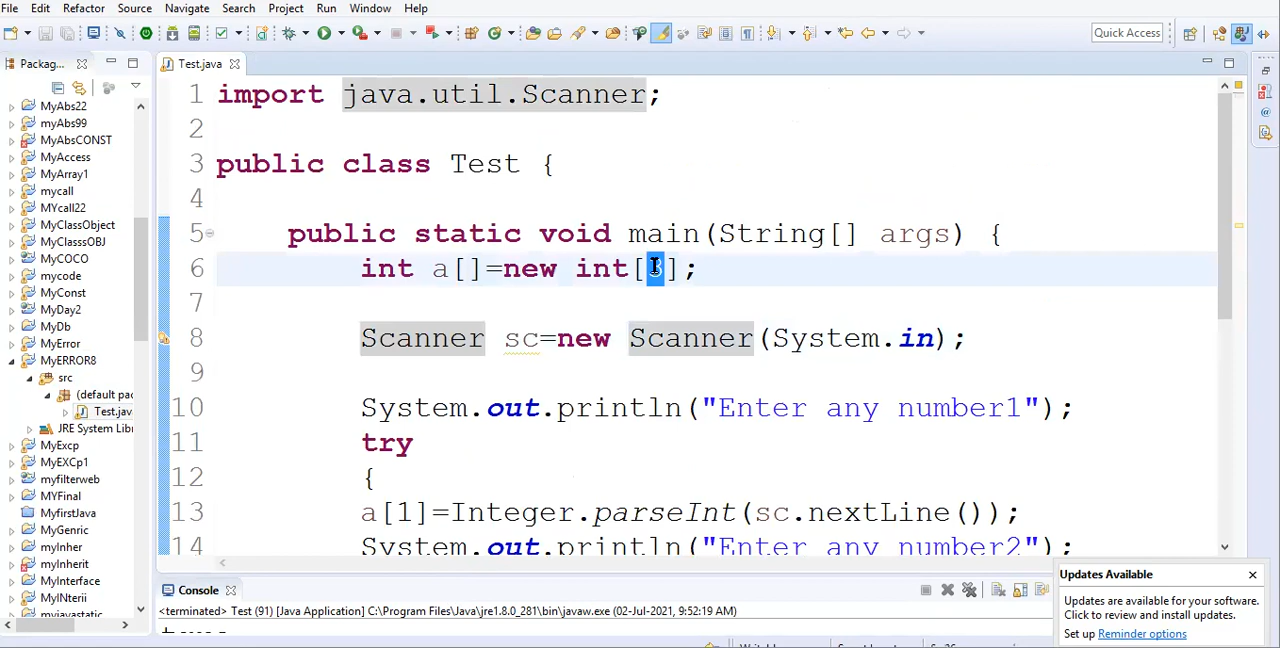 File Edit Refactor Source Navigate Search Project Run Window Help
Quick Access
Packag...
Test.java
MyAbs22
myAbs99
MyAbsCONST
MyAccess
MyArray1
mycall
MYcall22
MyClassObject
MyClasssOBJ
MyCOCO
mycode
MyConst
MyDay2
MyDb
MyError
MyERROR8
src
(default pac
Test.jav
JRE System Libr
MyExcp
MyEXCp1
myfilterweb
MYFinal
MyfirstJava
MyGenric
myInher
myInherit
MyInterface
MyINterii
myjavastatic
1 import java.util.Scanner;
2
3 public class Test {
4
5 public static void main(String[] args) {
6 int a[]=new int[];
7
8 Scanner sc=new Scanner(System.in);
9
10 System.out.println("Enter any number1");
11 try
12 {
13 a[1]=Integer.parseInt(sc.nextLine());
14 System.out.println("Enter any number2");
Console
<terminated> Test (91) [Java Application] C:\Program Files\Java\jre1.8.0_281\bin\javaw.exe (02-Jul-2021, 9:52:19 AM)
Updates Available
Updates are available for your software.
Click to review and install updates.
Set up Reminder options